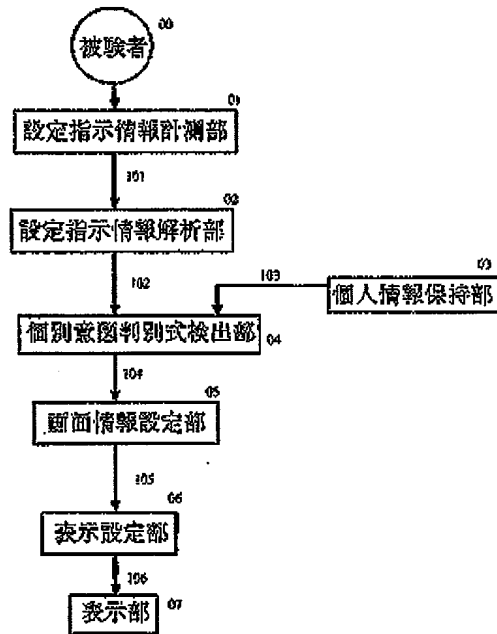 00
被験者
01
設定指示情報計測部
101
02
設定指示情報解析部
102
103
03
個人情報保持部
個別意図判別式検出部
04
104
05
画面情報設定部
105
06
表示設定部
106
表示部
07